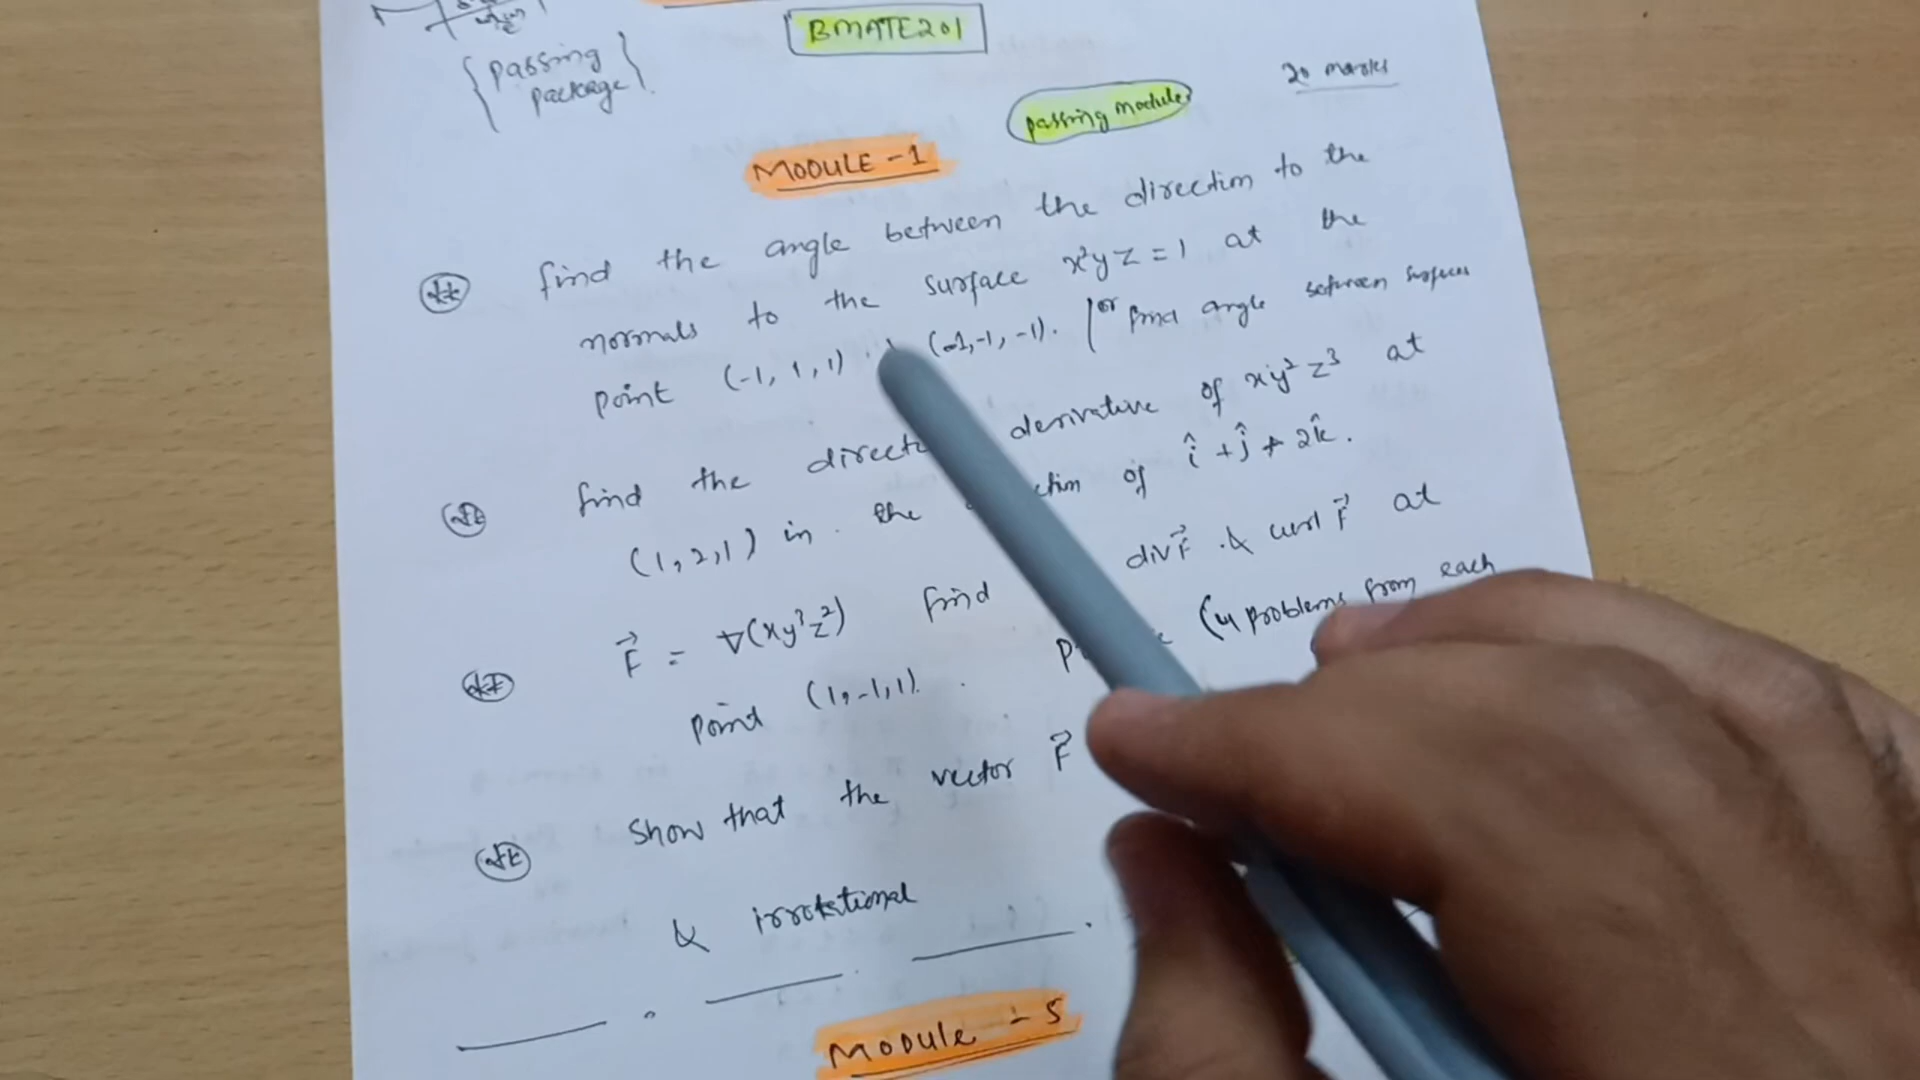 BMATE201
{ passing
package }.
20 marks
passing module
MODULE - 1
find the angle between the direction to the
normals to the surface x²yz = 1 at the
point (-1, 1, 1) (-1,-1,-1). or find angle between surfaces
find the derivative of xy²z³ at
(1,2,1) in the of î + ĵ + 2k̂.
F⃗ = ∇(xy³z²) find div F⃗ & curl F⃗ at
point (1,-1,1). (4 problems from each
Show that the vector F⃗
& irrotational
MODULE - 5